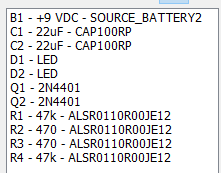 B1 - +9 VDC - SOURCE_BATTERY2
C1 - 22uF - CAP100RP
C2 - 22uF - CAP100RP
D1 - LED
D2 - LED
Q1 - 2N4401
Q2 - 2N4401
R1 - 47k - ALSR0110R00JE12
R2 - 470 - ALSR0110R00JE12
R3 - 470 - ALSR0110R00JE12
R4 - 47k - ALSR0110R00JE12